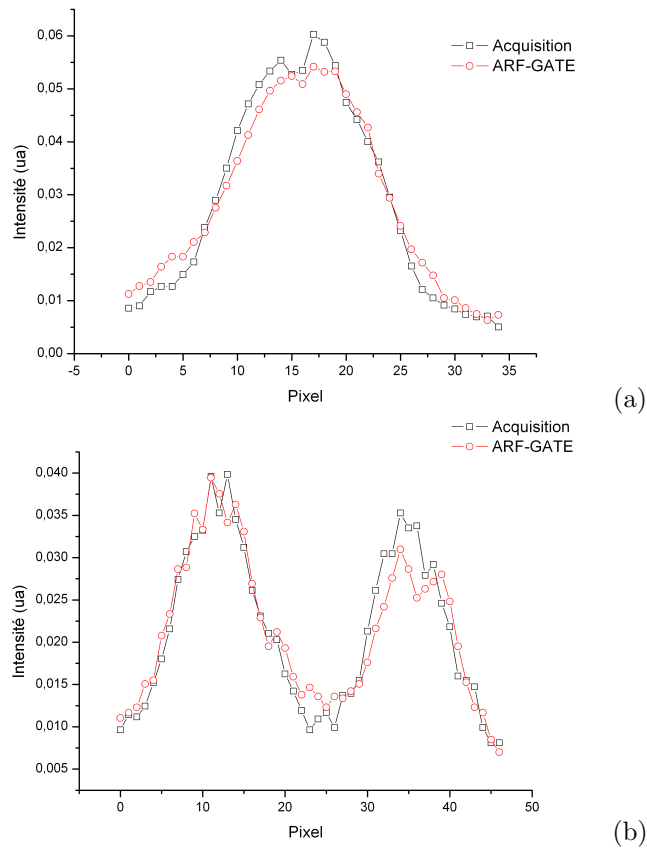 Acquisition
ARF-GATE
Intensité (ua)
0,06
0,05
0,04
0,03
0,02
0,01
0,00
-5 0 5 10 15 20 25 30 35
Pixel
(a)
Acquisition
ARF-GATE
Intensité (ua)
0,040
0,035
0,030
0,025
0,020
0,015
0,010
0,005
0 10 20 30 40 50
Pixel
(b)